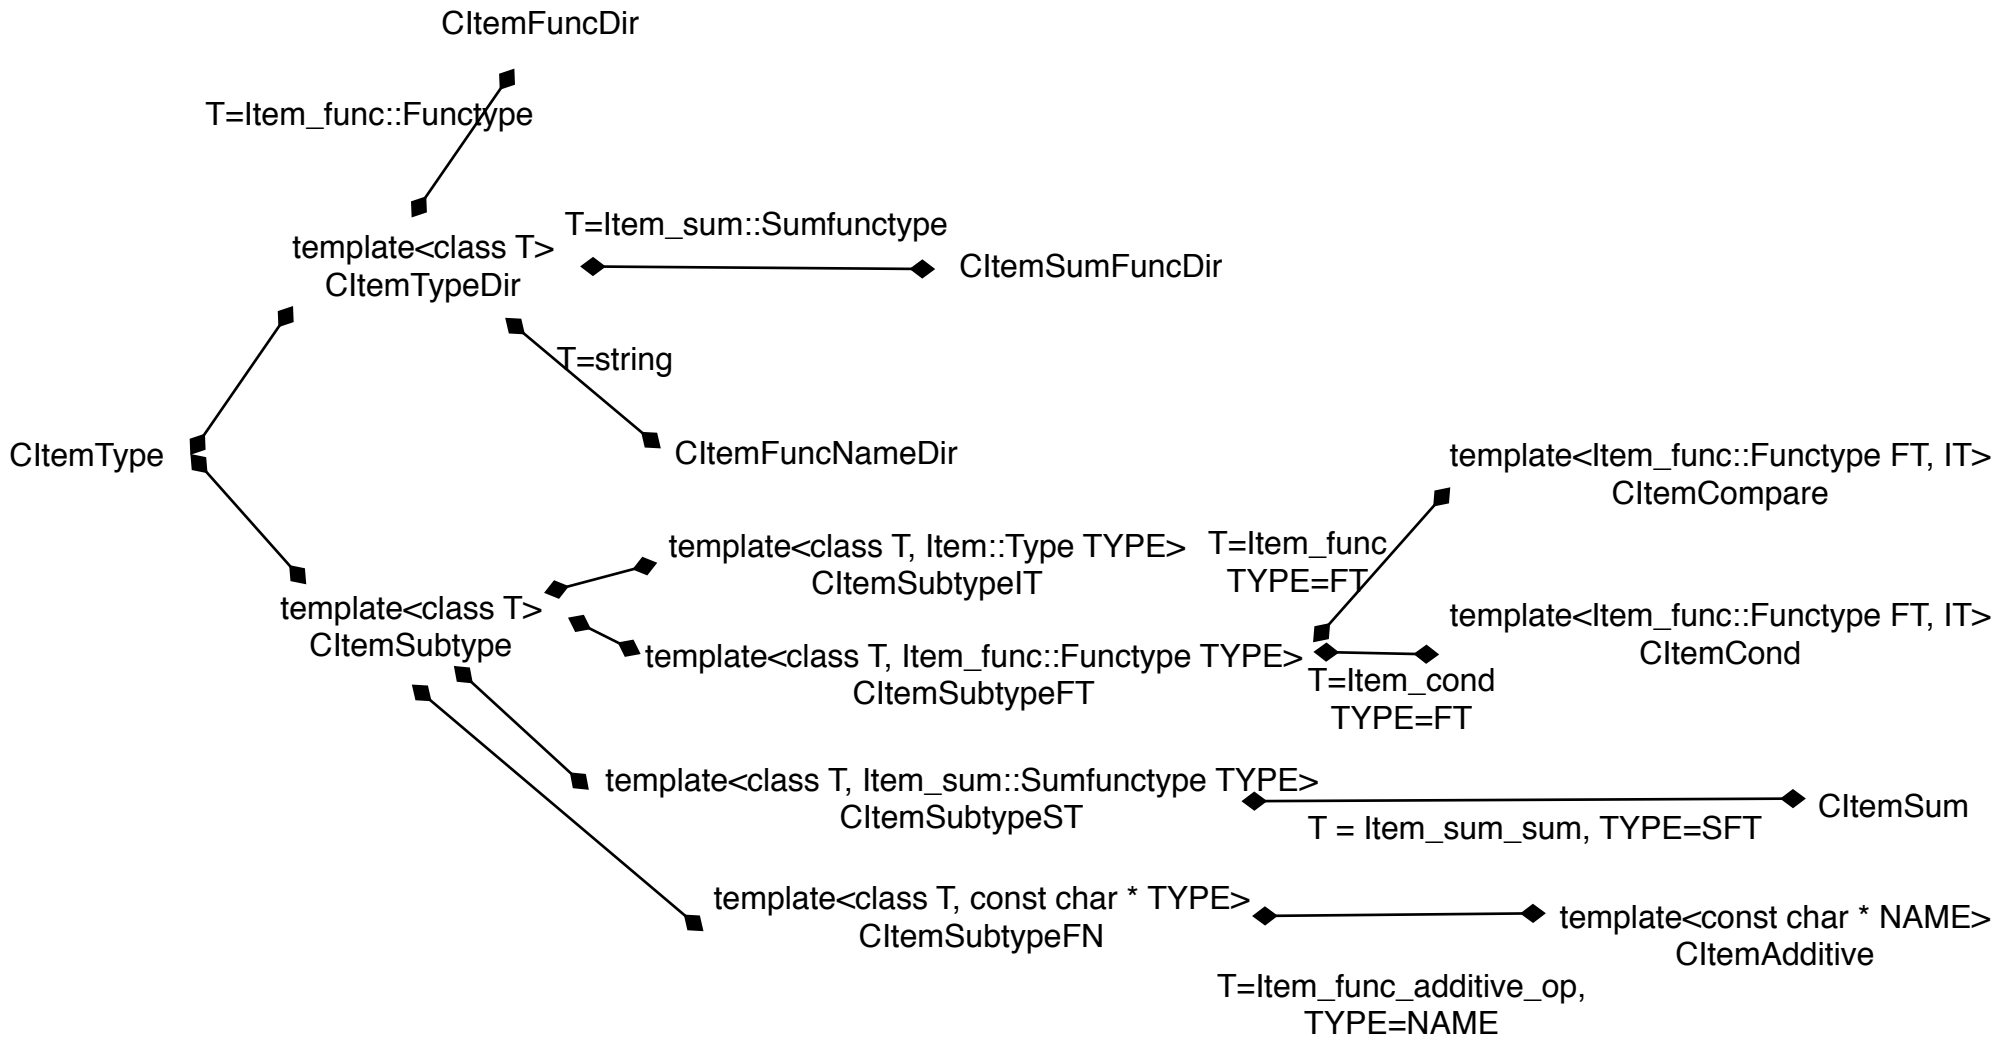 CItemFuncDir
T=Item_func::Functype
T=Item_sum::Sumfunctype
template<class T>
CItemTypeDir
CItemSumFuncDir
T=string
CItemType
CItemFuncNameDir
template<Item_func::Functype FT, IT>
CItemCompare
template<class T, Item::Type TYPE>
CItemSubtypeIT
T=Item_func
TYPE=FT
template<class T>
CItemSubtype
template<Item_func::Functype FT, IT>
CItemCond
template<class T, Item_func::Functype TYPE>
CItemSubtypeFT
T=Item_cond
TYPE=FT
template<class T, Item_sum::Sumfunctype TYPE>
CItemSubtypeST
CItemSum
T = Item_sum_sum, TYPE=SFT
template<class T, const char * TYPE>
CItemSubtypeFN
template<const char * NAME>
CItemAdditive
T=Item_func_additive_op,
TYPE=NAME